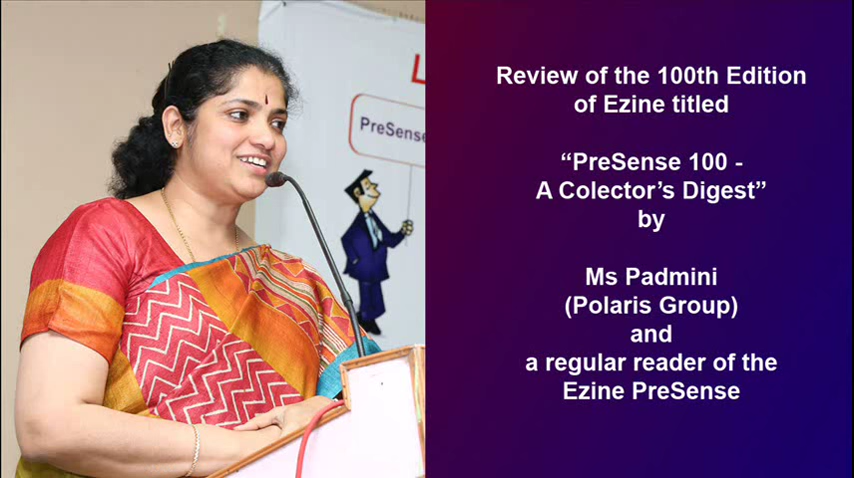 L
PreSense
Review of the 100th Edition
of Ezine titled
“PreSense 100 -
A Colector’s Digest”
by
Ms Padmini
(Polaris Group)
and
a regular reader of the
Ezine PreSense